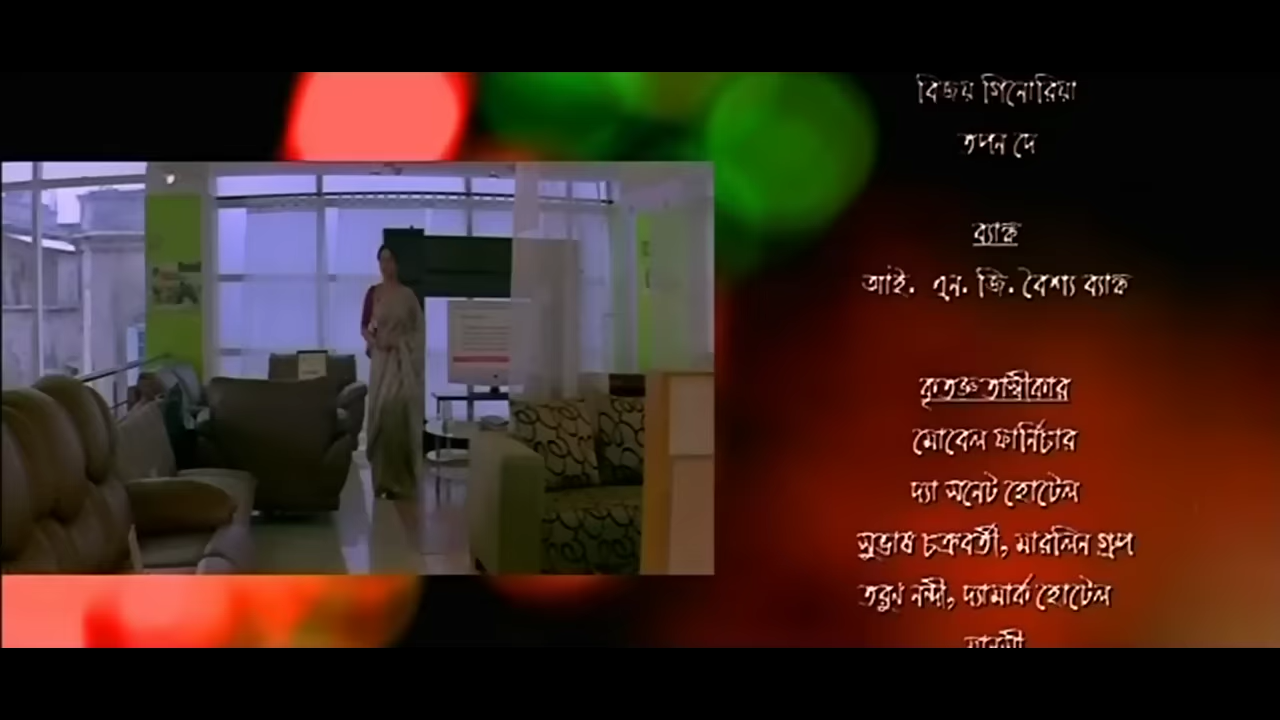 বিজয় গিনোরিয়া
তপন দে
ব্যাঙ্ক
আই. এন. জি. বৈশ্য ব্যাঙ্ক
কৃতজ্ঞতাস্বীকার
মোবেল ফার্নিচার
দ্যা সনেট হোটেল
সুভাষ চক্রবর্তী, মারলিন গ্রুপ
তরুণ নন্দী, দ্যামার্ক হোটেল